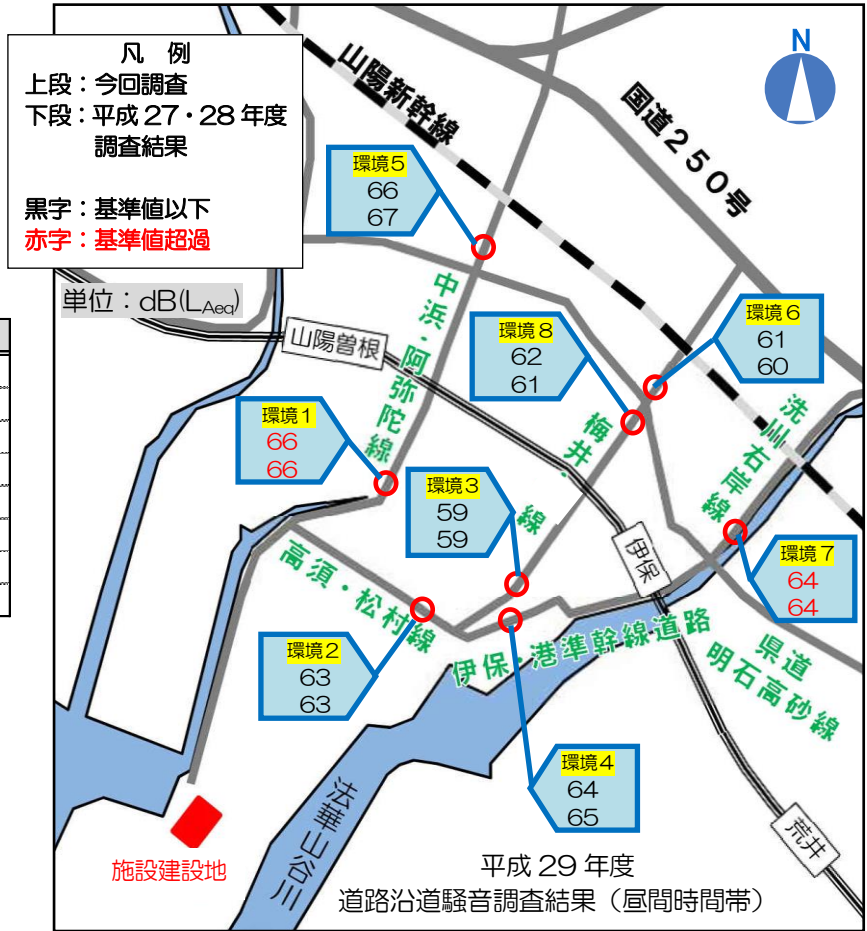 凡 例
上段：今回調査
下段：平成27・28年度
調査結果
黒字：基準値以下
赤字：基準値超過
単位：dB(LAeq)
N
山陽新幹線
国道250号
環境5
66
67
中浜・阿弥陀線
山陽曽根
環境8
62
61
環境6
61
60
梅井・
線
洗川右岸線
環境1
66
66
環境3
59
59
伊保
環境7
64
64
高須・松村線
環境2
63
63
伊保 港準幹線道路
県道
明石高砂線
環境4
64
65
法華山谷川
荒井
施設建設地
平成29年度
道路沿道騒音調査結果（昼間時間帯）